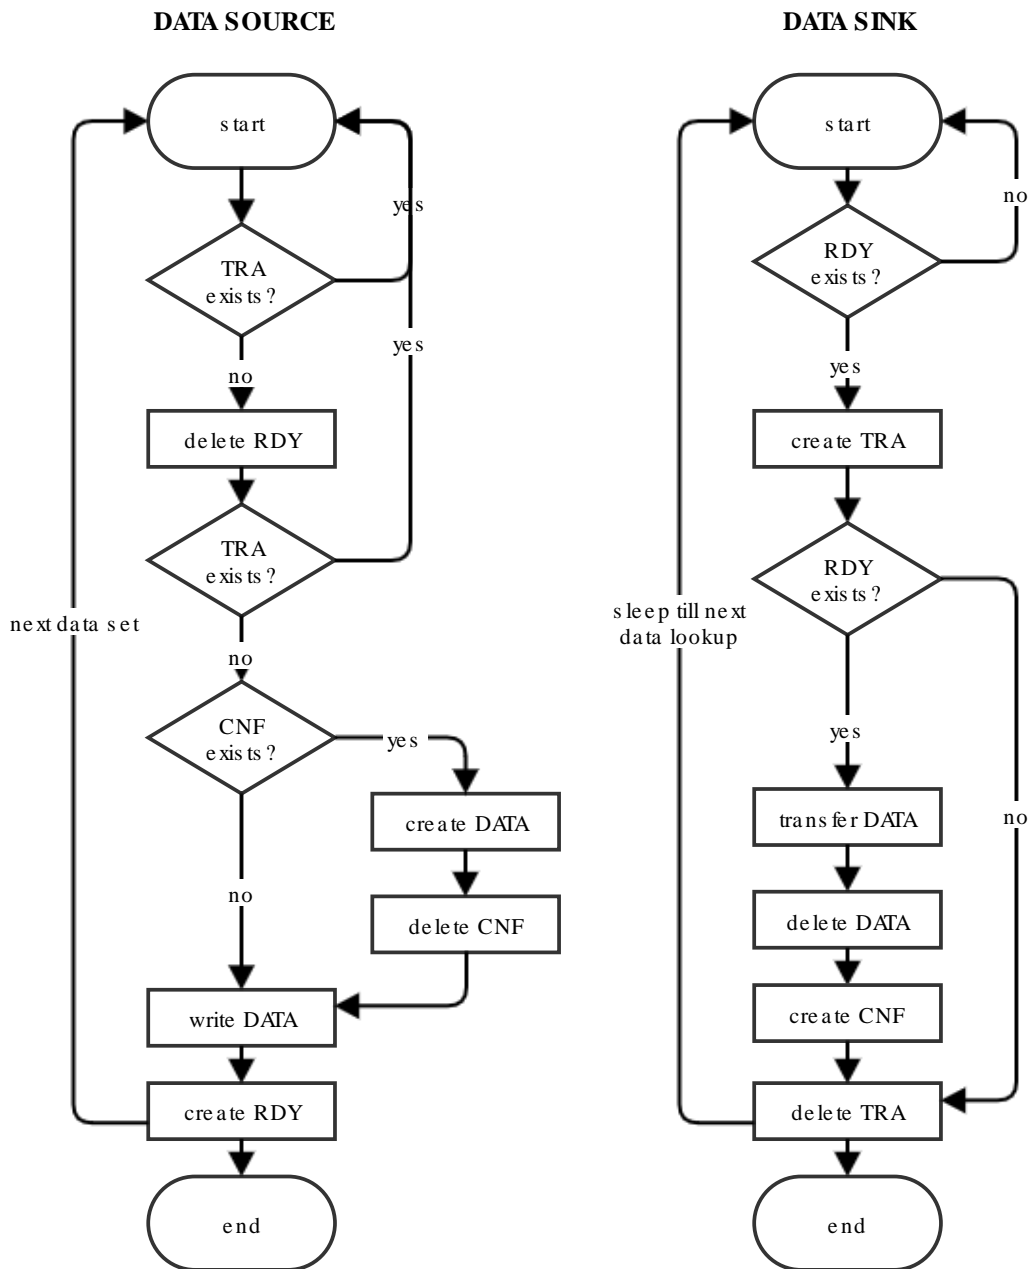 DATA SOURCE
start
yes
TRA
exists?
yes
no
delete RDY
TRA
exists?
next data set
no
CNF
exists?
yes
create DATA
no
delete CNF
write DATA
create RDY
end
DATA SINK
start
no
RDY
exists?
yes
create TRA
RDY
exists?
sleep till next
data lookup
yes
transfer DATA
no
delete DATA
create CNF
delete TRA
end